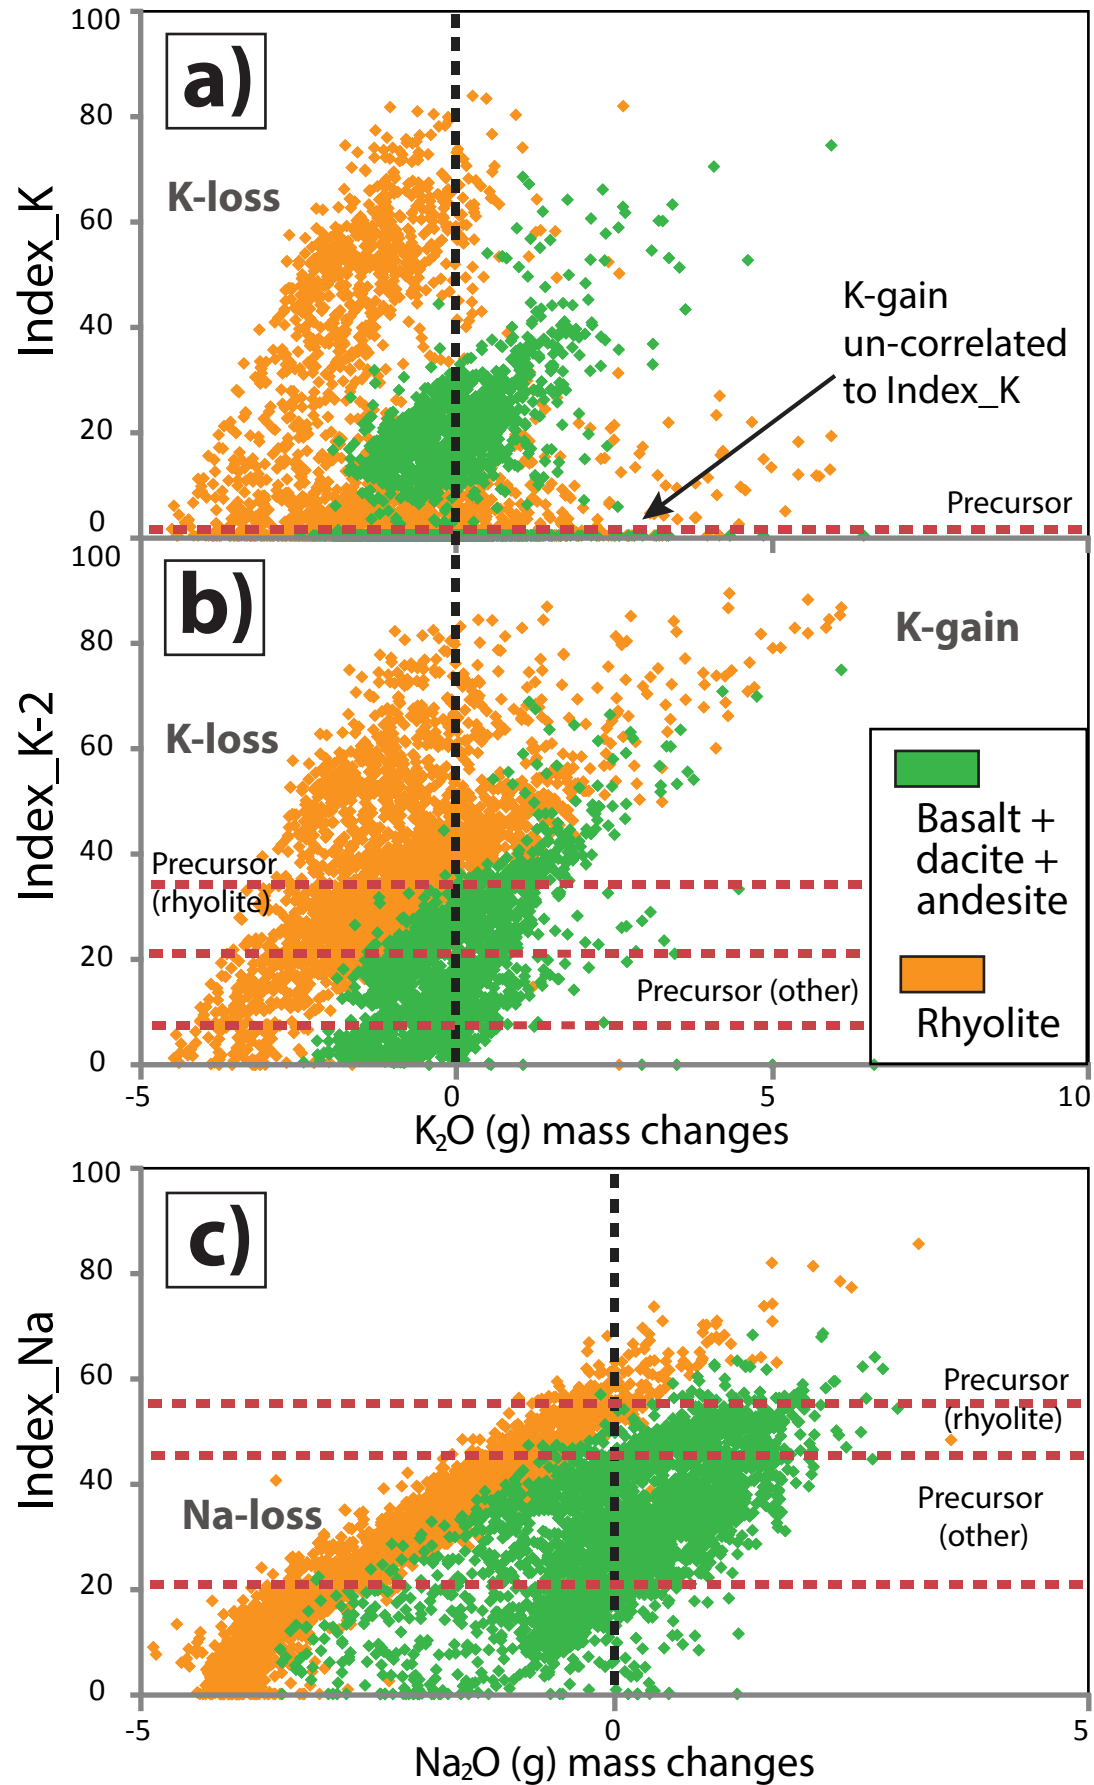 100
a)
80
K-loss
60
Index_K
K-gain
un-correlated
to Index_K
40
20
Precursor
0
100
b)
K-gain
80
K-loss
60
Index_K-2
Basalt +
dacite +
andesite
40
Precursor
(rhyolite)
20
Precursor (other)
Rhyolite
0
-5
0
5
10
K₂O (g) mass changes
100
c)
80
60
Precursor
(rhyolite)
Index_Na
40
Na-loss
Precursor
(other)
20
0
-5
0
5
Na₂O (g) mass changes